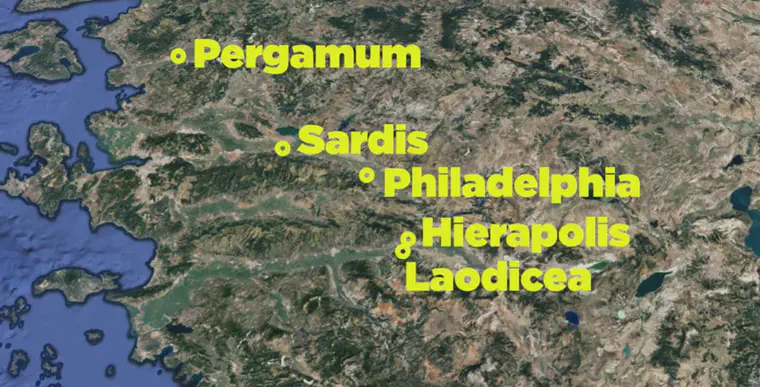 Pergamum
Sardis
Philadelphia
Hierapolis
Laodicea